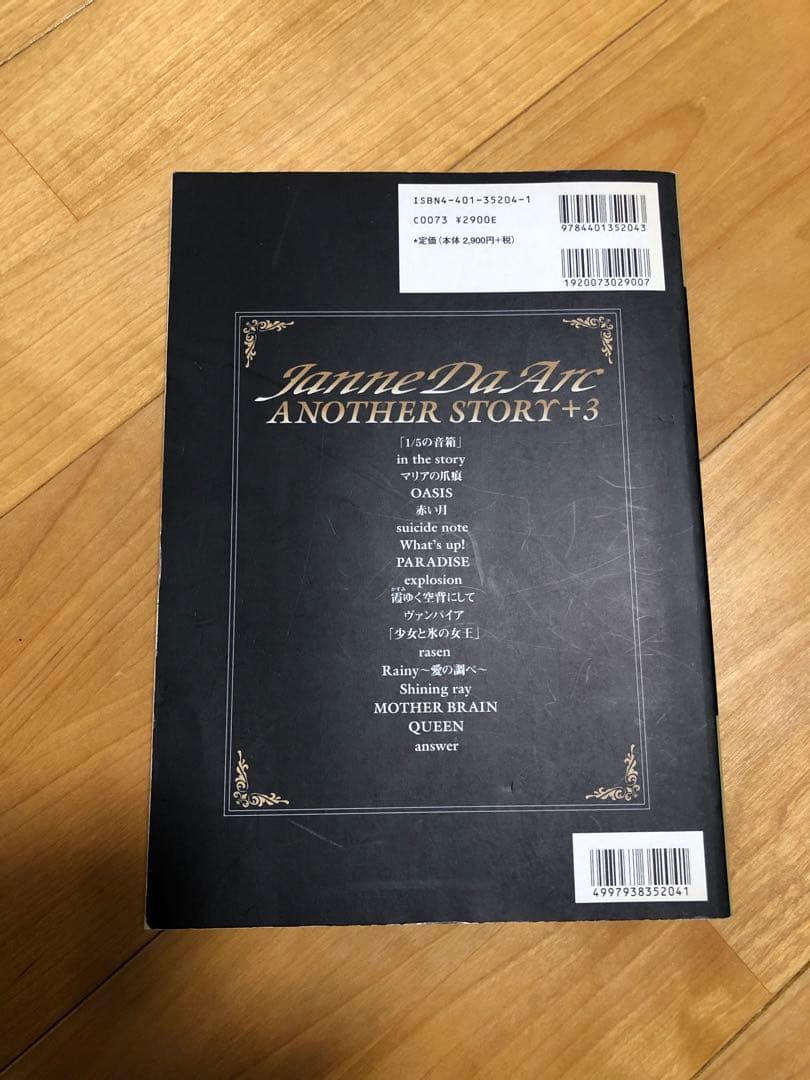 ISBN4-401-35204-1
C0073 ¥2900E
*定価(本体 2,900円+税)
9784401352043
1920073029007
Janne Da Arc
ANOTHER STORY+3
「1/5の音箱」
in the story
マリアの爪痕
OASIS
赤い月
suicide note
What's up!
PARADISE
explosion
かすみ
霞ゆく空背にして
ヴァンパイア
「少女と氷の女王」
rasen
Rainy～愛の調べ～
Shining ray
MOTHER BRAIN
QUEEN
answer
4997938352041